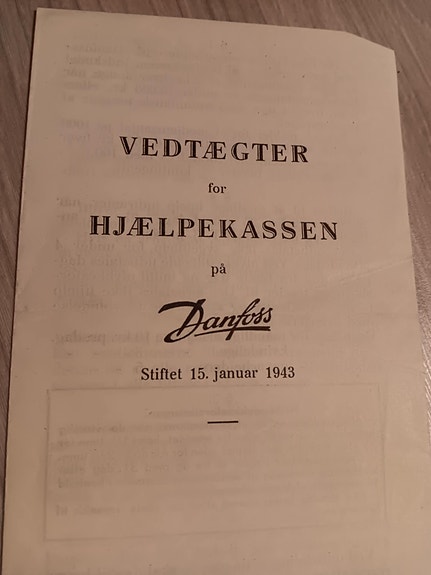 VEDTÆGTER
for
HJÆLPEKASSEN
på
Danfoss
Stiftet 15. januar 1943